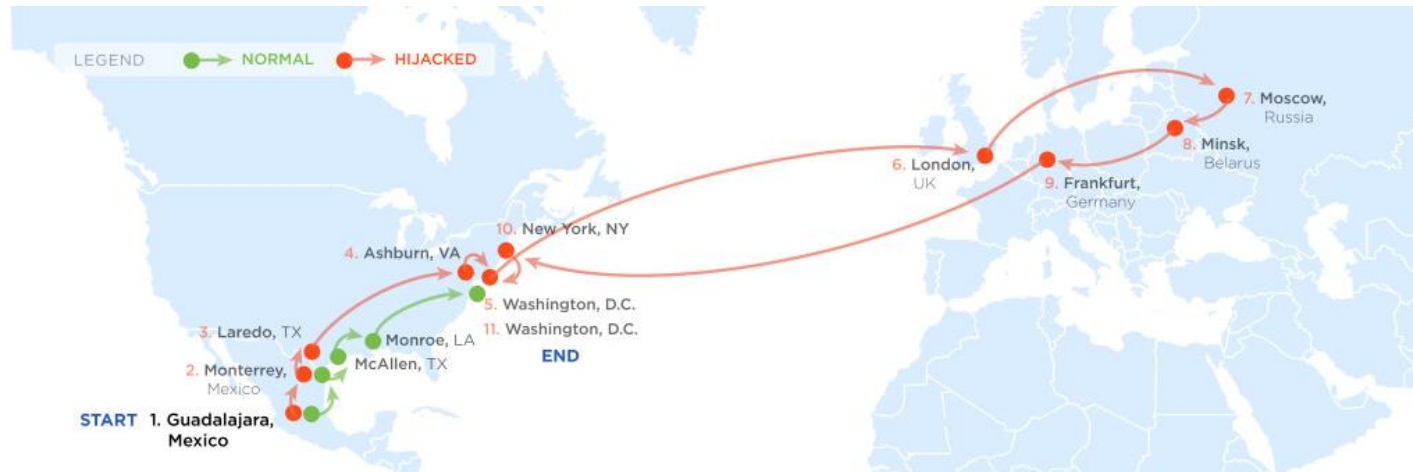 LEGEND NORMAL HIJACKED
7. Moscow,
Russia
8. Minsk,
Belarus
6. London,
UK
9. Frankfurt,
Germany
10. New York, NY
4. Ashburn, VA
5. Washington, D.C.
11. Washington, D.C.
END
3. Laredo, TX
Monroe, LA
McAllen, TX
2. Monterrey,
Mexico
START 1. Guadalajara,
Mexico